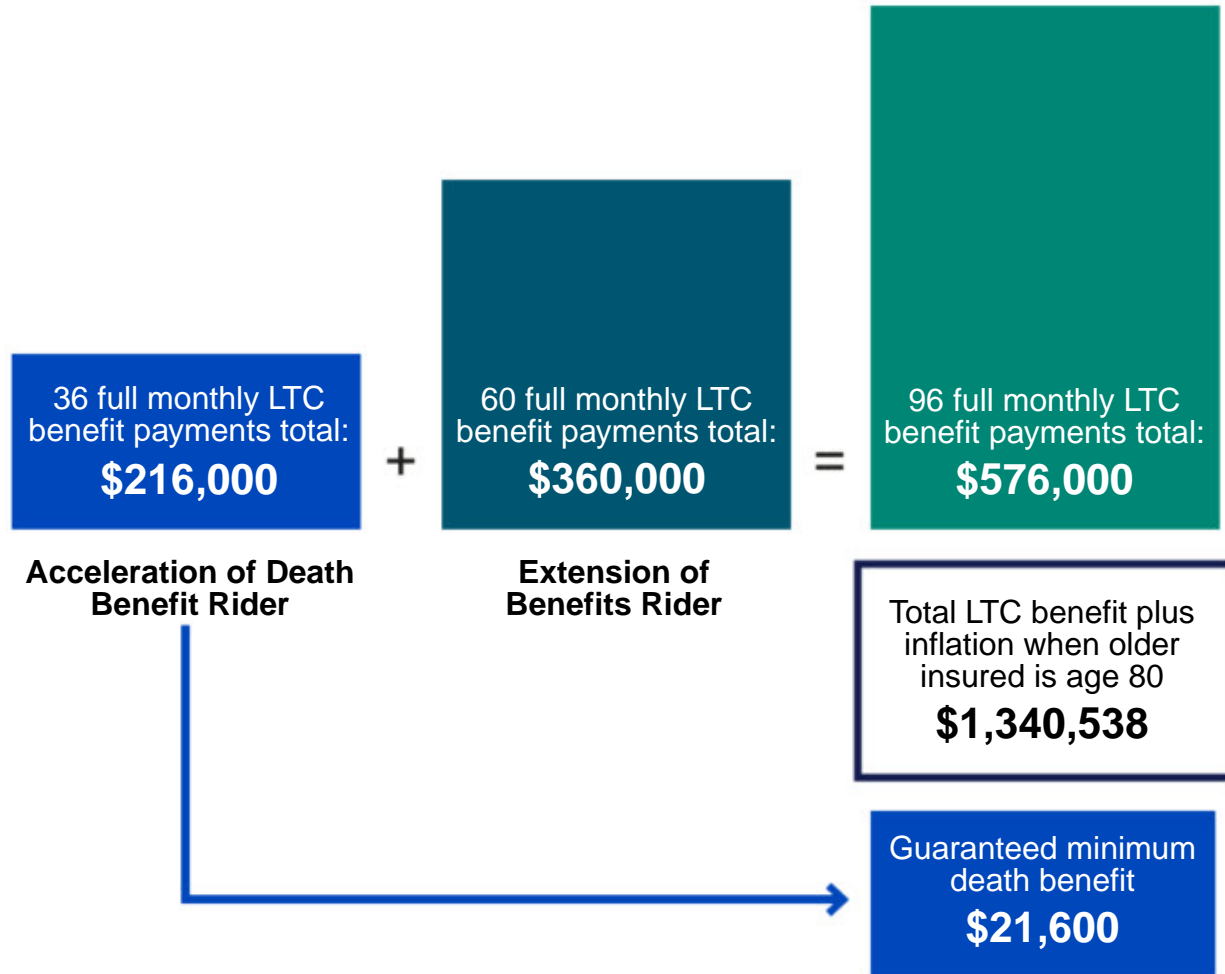 36 full monthly LTC
benefit payments total:
$216,000
+
60 full monthly LTC
benefit payments total:
$360,000
=
96 full monthly LTC
benefit payments total:
$576,000
Acceleration of Death
Benefit Rider
Extension of
Benefits Rider
Total LTC benefit plus
inflation when older
insured is age 80
$1,340,538
Guaranteed minimum
death benefit
$21,600